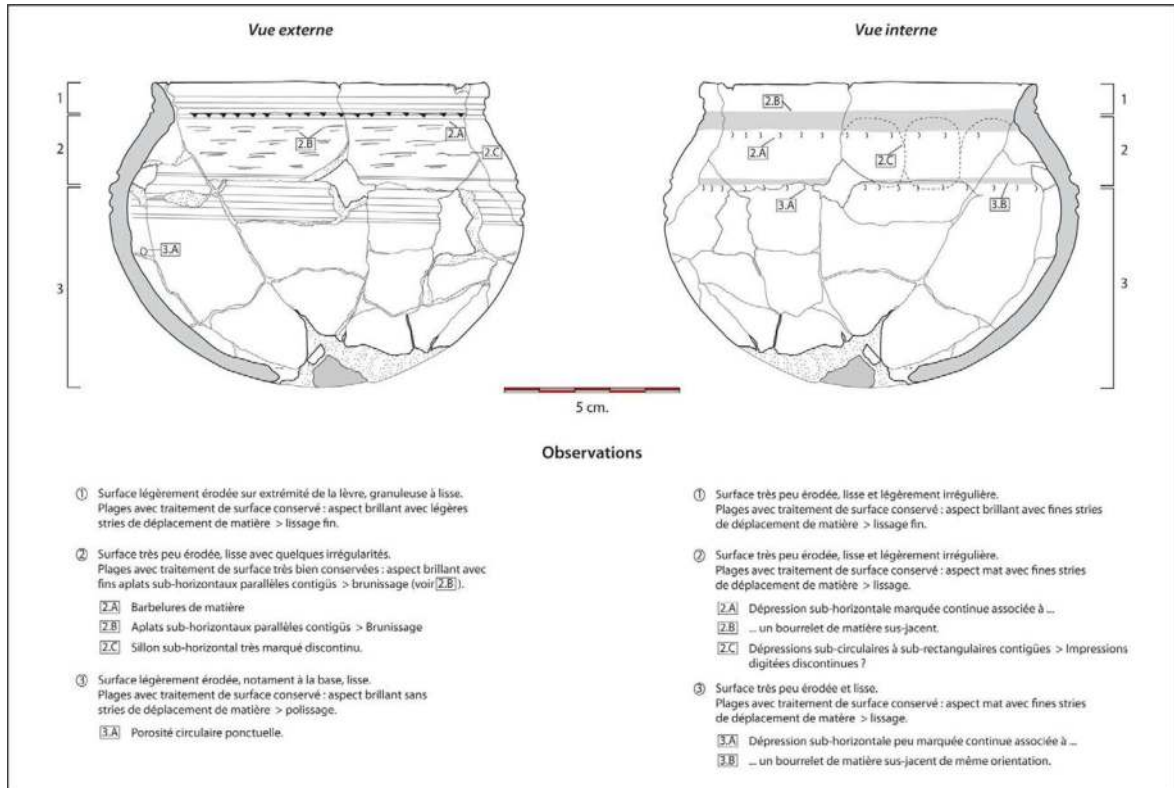 Vue externe
Vue interne
1
2
3
2.A
2.B
2.C
3.A
2.B
2.A
2.C
3.A
3.B
1
2
3
5 cm.
Observations
① Surface légèrement érodée sur extrémité de la lèvre, granuleuse à lisse.
Plages avec traitement de surface conservé : aspect brillant avec légères
stries de déplacement de matière > lissage fin.
② Surface très peu érodée, lisse avec quelques irrégularités.
Plages avec traitement de surface très bien conservées : aspect brillant avec
fins aplats sub-horizontaux parallèles contigüs > brunissage (voir 2.B).
2.A Barbelures de matière
2.B Aplats sub-horizontaux parallèles contigüs > Brunissage
2.C Sillon sub-horizontal très marqué discontinu.
③ Surface légèrement érodée, notament à la base, lisse.
Plages avec traitement de surface conservé : aspect brillant sans
stries de déplacement de matière > polissage.
3.A Porosité circulaire ponctuelle.
① Surface très peu érodée, lisse et légèrement irrégulière.
Plages avec traitement de surface conservé : aspect brillant avec fines stries
de déplacement de matière > lissage fin.
② Surface très peu érodée, lisse et légèrement irrégulière.
Plages avec traitement de surface conservé : aspect mat avec fines stries
de déplacement de matière > lissage.
2.A Dépression sub-horizontale marquée continue associée à ...
2.B ... un bourrelet de matière sus-jacent.
2.C Dépressions sub-circulaires à sub-rectangulaires contigües > Impressions
digitées discontinues ?
③ Surface très peu érodée et lisse.
Plages avec traitement de surface conservé : aspect mat avec fines stries
de déplacement de matère > lissage.
3.A Dépression sub-horizontale peu marquée continue associée à ...
3.B ... un bourrelet de matière sus-jacent de même orientation.